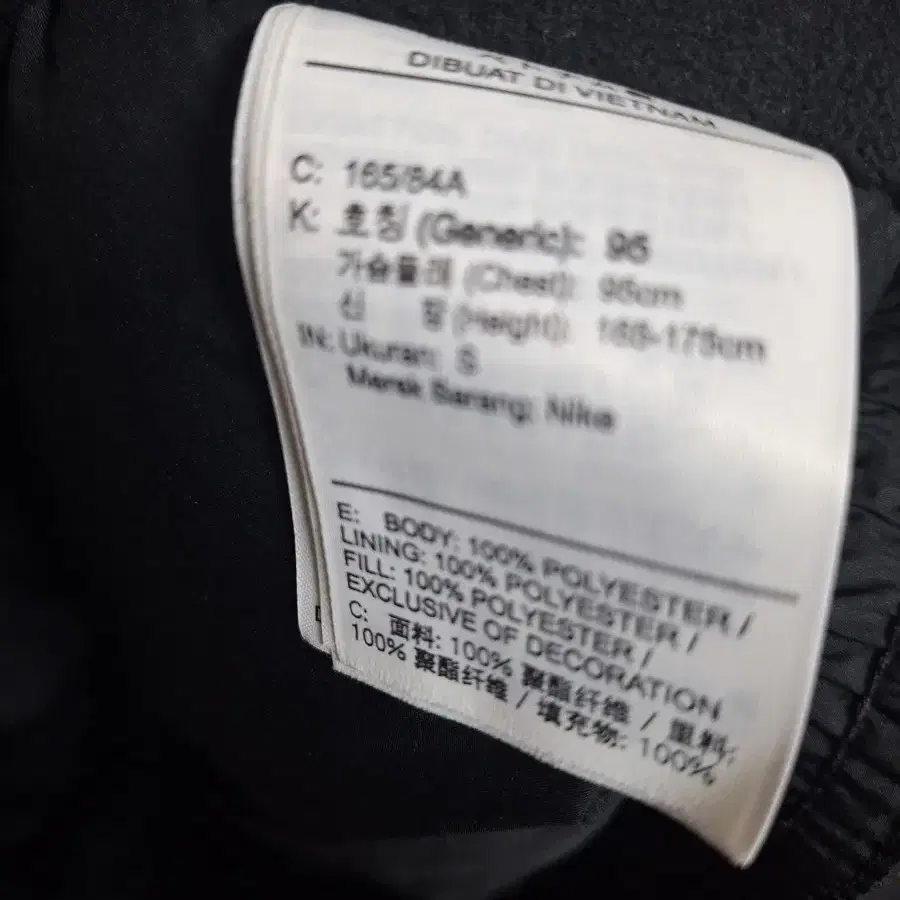 DIBUAT DI VIETNAM
C: 165/84A
K: 호칭 (Generic): 95
가슴둘레 (Chest): 95cm
신 장 (Height): 165-175cm
IN: Ukuran: S
Merek Barang: Nike
E: BODY: 100% POLYESTER /
LINING: 100% POLYESTER /
FILL: 100% POLYESTER /
EXCLUSIVE OF DECORATION
C: 面料: 100% 聚酯纤维 / 里料:
100% 聚酯纤维 / 填充物: 100%